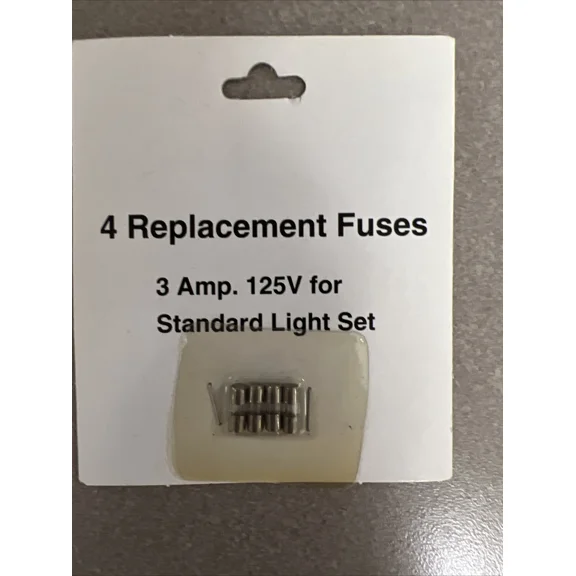 4 Replacement Fuses
3 Amp. 125V for
Standard Light Set